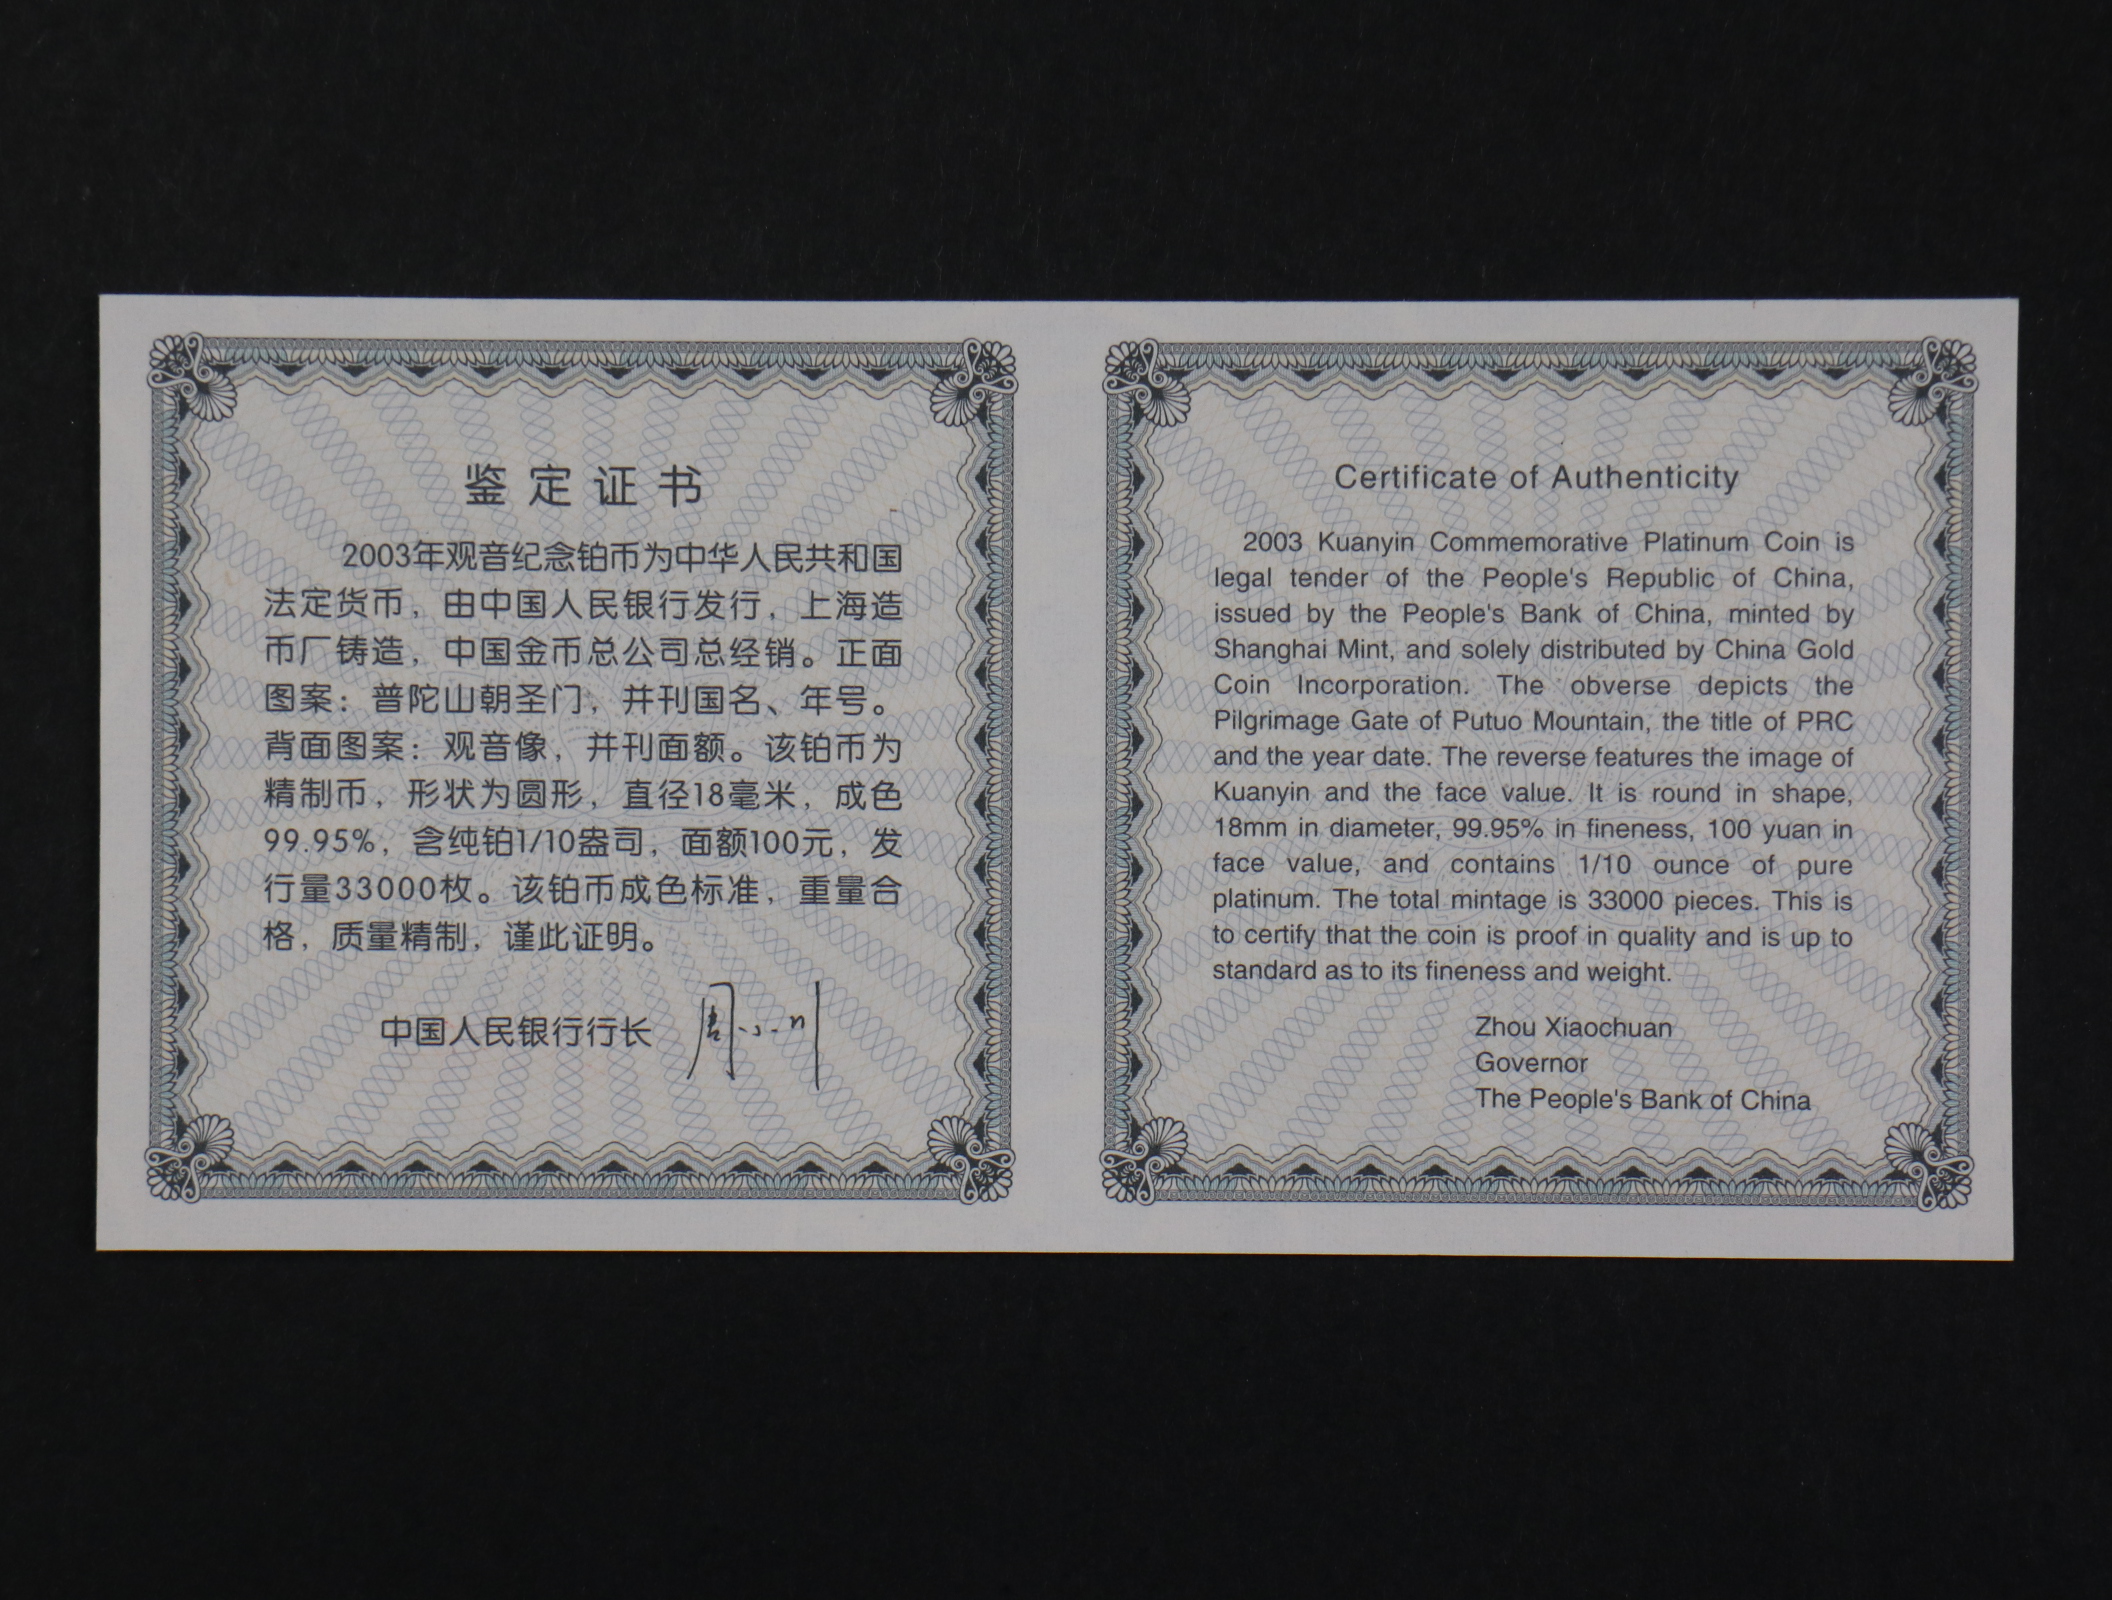 鉴定证书
2003年观音纪念铂币为中华人民共和国
法定货币，由中国人民银行发行，上海造
币厂铸造，中国金币总公司总经销。正面
图案：普陀山朝圣门，并刊国名、年号。
背面图案：观音像，并刊面额。该铂币为
精制币，形状为圆形，直径18毫米，成色
99.95%，含纯铂1/10盎司，面额100元，发
行量33000枚。该铂币成色标准，重量合
格，质量精制，谨此证明。
中国人民银行行长 周小川
Certificate of Authenticity
2003 Kuanyin Commemorative Platinum Coin is
legal tender of the People's Republic of China,
issued by the People's Bank of China, minted by
Shanghai Mint, and solely distributed by China Gold
Coin Incorporation. The obverse depicts the
Pilgrimage Gate of Putuo Mountain, the title of PRC
and the year date. The reverse features the image of
Kuanyin and the face value. It is round in shape,
18mm in diameter, 99.95% in fineness, 100 yuan in
face value, and contains 1/10 ounce of pure
platinum. The total mintage is 33000 pieces. This is
to certify that the coin is proof in quality and is up to
standard as to its fineness and weight.
Zhou Xiaochuan
Governor
The People's Bank of China